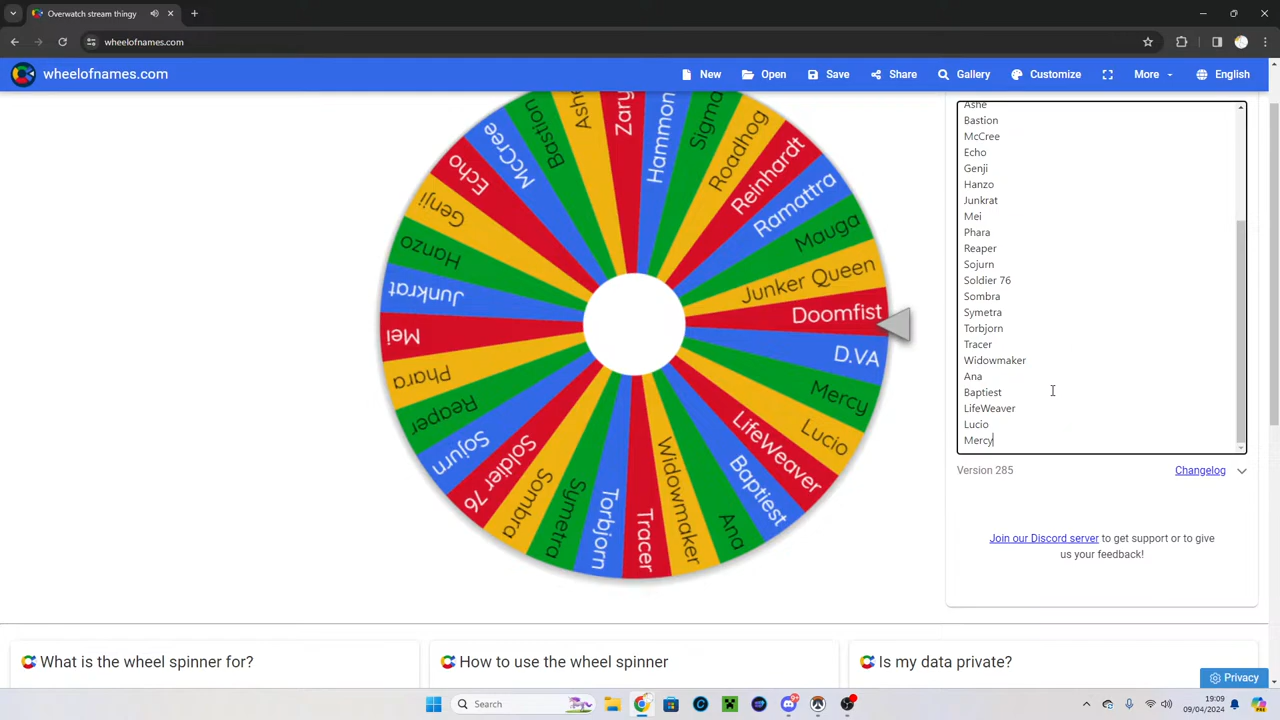 Overwatch stream thingy
wheelofnames.com
wheelofnames.com
New
Open
Save
Share
Gallery
Customize
More
English
Ashe
Bastion
McCree
Echo
Genji
Hanzo
Junkrat
Mei
Phara
Reaper
Sojurn
Soldier 76
Sombra
Symetra
Torbjorn
Tracer
Widowmaker
Ana
Baptiest
LifeWeaver
Lucio
Mercy
Zary
Hammon
Sigma
Roadhog
Reinhardt
Ramattra
Mauga
Junker Queen
Doomfist
D.VA
Mercy
Lucio
LifeWeaver
Baptiest
Ana
Widowmaker
Tracer
Torbjorn
Symetra
Sombra
Soldier 76
Sojurn
Reaper
Phara
Mei
Junkrat
Hanzo
Genji
Echo
McCree
Bastion
Ashe
Version 285
Changelog
Join our Discord server to get support or to give
us your feedback!
What is the wheel spinner for?
How to use the wheel spinner
Is my data private?
Privacy
Search
19:09
09/04/2024